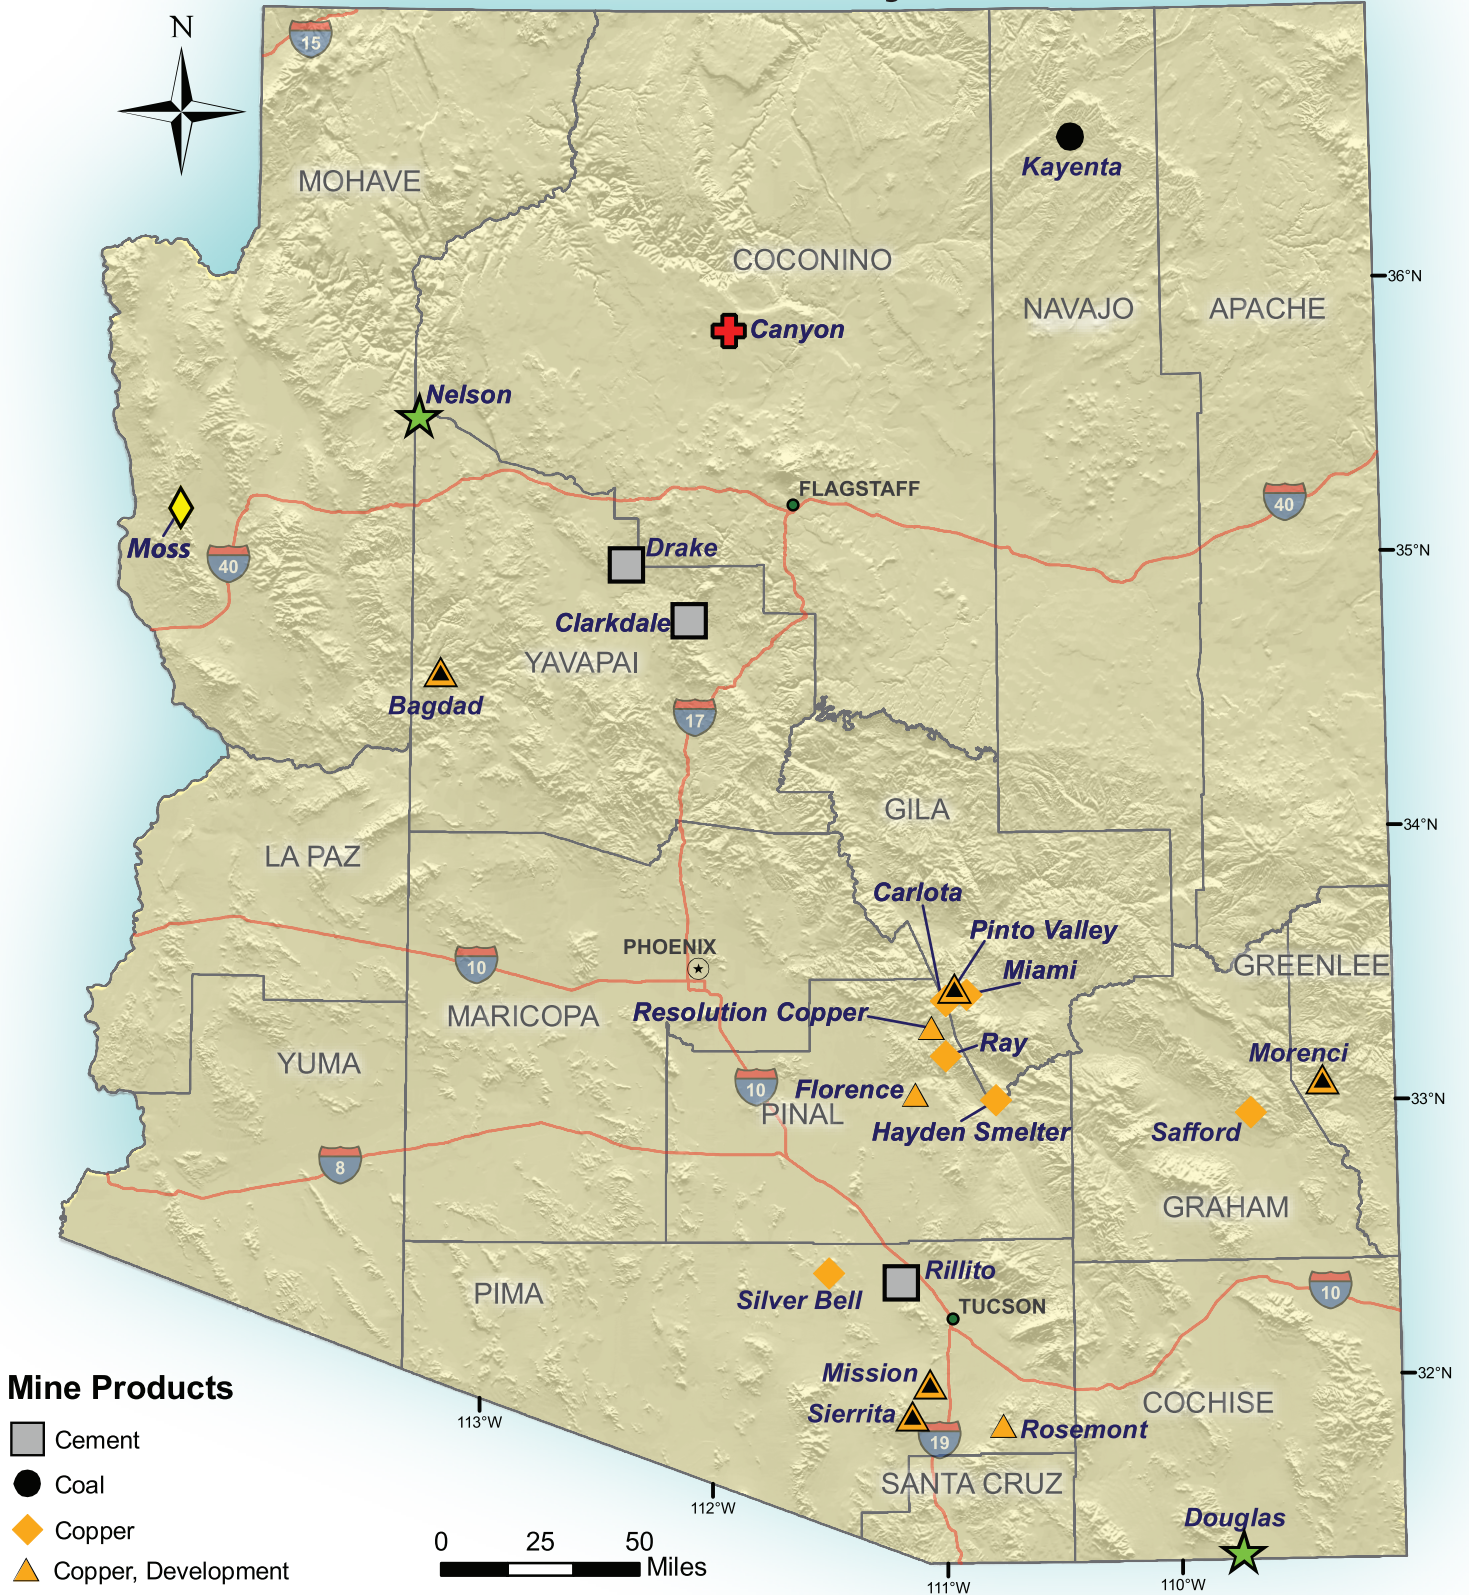 N
15
MOHAVE
Kayenta
COCONINO
36°N
NAVAJO
APACHE
Canyon
Nelson
FLAGSTAFF
40
Moss
Drake
35°N
40
Clarkdale
YAVAPAI
Bagdad
17
GILA
34°N
LA PAZ
Carlota
Pinto Valley
PHOENIX
10
Miami
GREENLEE
Resolution Copper
MARICOPA
Ray
Morenci
YUMA
10
Florence
33°N
PINAL
Hayden Smelter
Safford
8
GRAHAM
Rillito
PIMA
Silver Bell
TUCSON
10
Mission
32°N
Mine Products
COCHISE
Sierrita
113°W
Rosemont
19
Cement
SANTA CRUZ
Coal
112°W
Douglas
Copper
0 25 50
Miles
Copper, Development
111°W
110°W